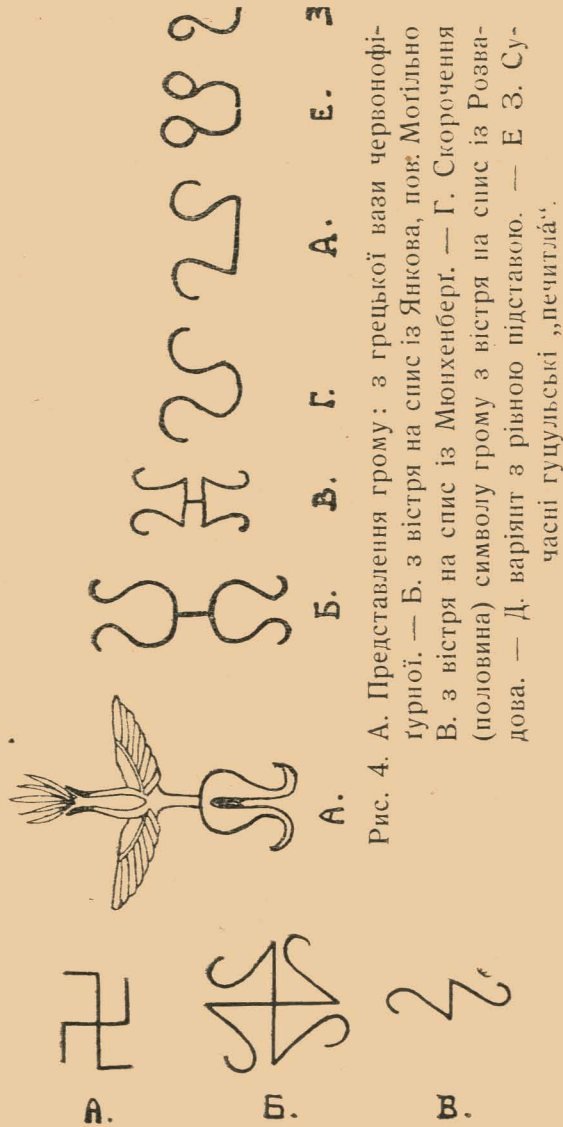 А.
Б.
В.
А.
Б.
В.
Г.
Д.
Е.
З
Рис. 4. А. Представлення грому: з грецької вази червонофі-
ґурної. — Б. з вістря на спис із Янкова, пов. Моґільно
В. з вістря на спис із Мюнхенберґ. — Г. Скорочення
(половина) символу грому з вістря на спис із Розва-
дова. — Д. варіянт з рівною підставою. — Е З. Су-
часні гуцульські „печитла“.